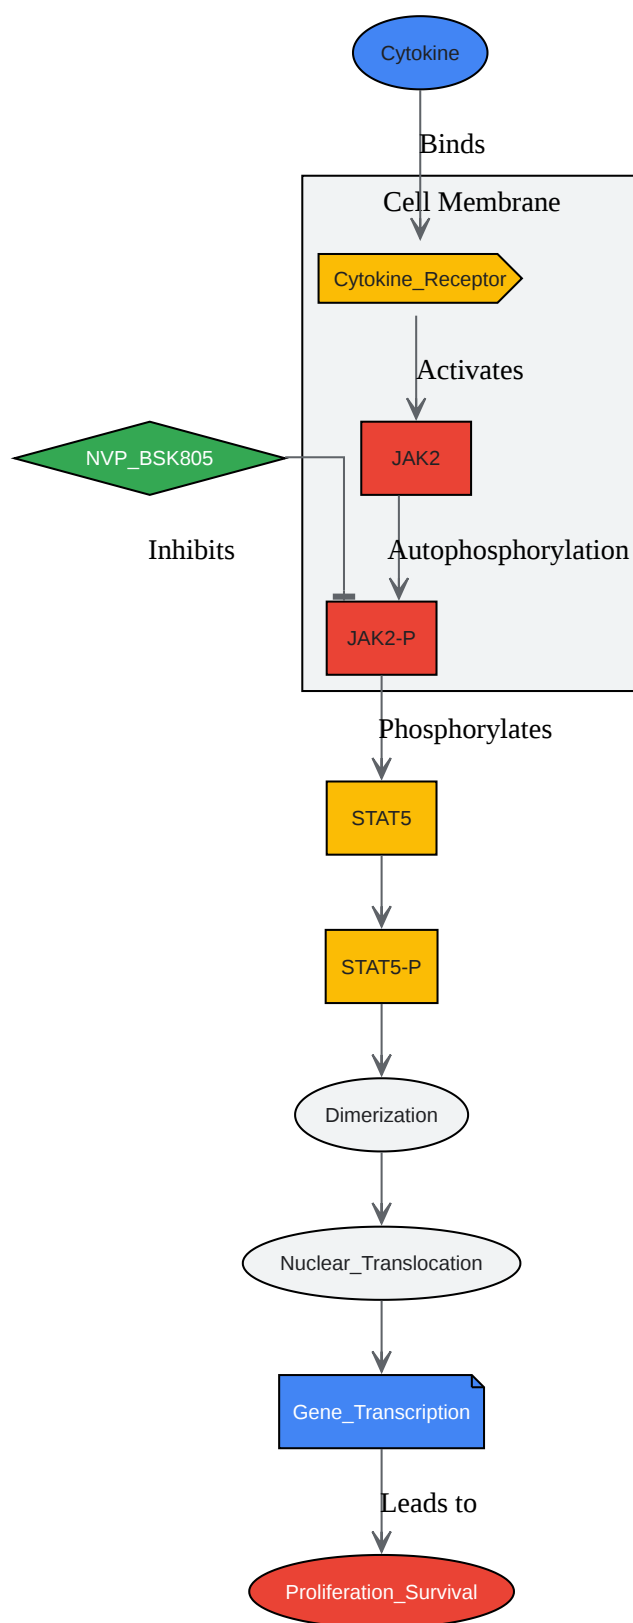 Cytokine
Binds
Cell Membrane
Cytokine_Receptor
Activates
NVP_BSK805
JAK2
Inhibits
Autophosphorylation
JAK2-P
Phosphorylates
STAT5
STAT5-P
Dimerization
Nuclear_Translocation
Gene_Transcription
Leads to
Proliferation_Survival